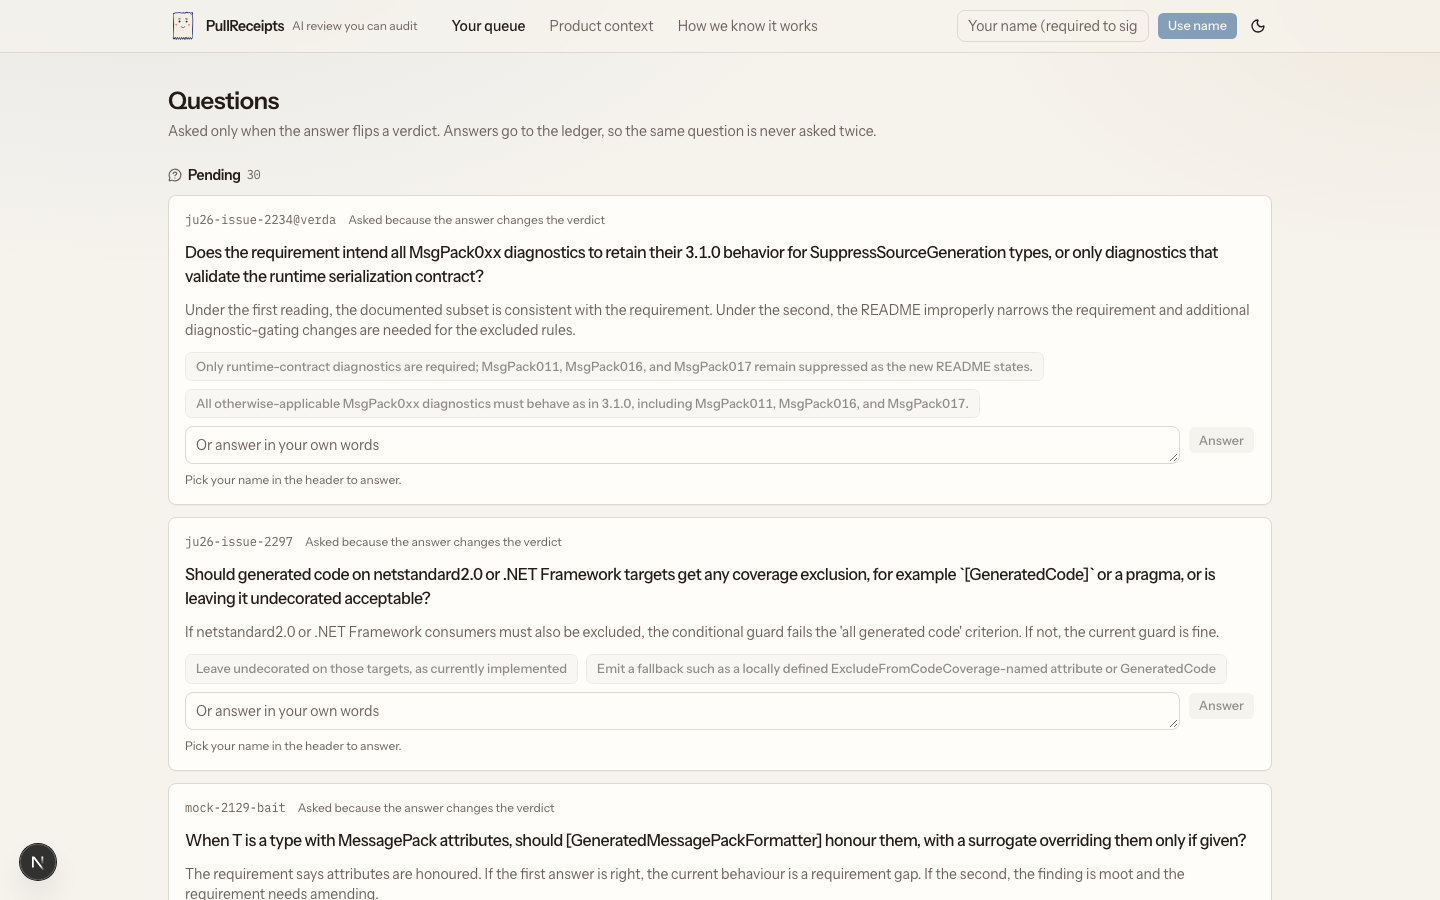 PullReceipts AI review you can audit Your queue Product context How we know it works Your name (required to sig Use name
Questions
Asked only when the answer flips a verdict. Answers go to the ledger, so the same question is never asked twice.
Pending 30
ju26-issue-2234@verda Asked because the answer changes the verdict
Does the requirement intend all MsgPack0xx diagnostics to retain their 3.1.0 behavior for SuppressSourceGeneration types, or only diagnostics that
validate the runtime serialization contract?
Under the first reading, the documented subset is consistent with the requirement. Under the second, the README improperly narrows the requirement and additional
diagnostic-gating changes are needed for the excluded rules.
Only runtime-contract diagnostics are required; MsgPack011, MsgPack016, and MsgPack017 remain suppressed as the new README states.
All otherwise-applicable MsgPack0xx diagnostics must behave as in 3.1.0, including MsgPack011, MsgPack016, and MsgPack017.
Or answer in your own words Answer
Pick your name in the header to answer.
ju26-issue-2297 Asked because the answer changes the verdict
Should generated code on netstandard2.0 or .NET Framework targets get any coverage exclusion, for example `[GeneratedCode]` or a pragma, or is
leaving it undecorated acceptable?
If netstandard2.0 or .NET Framework consumers must also be excluded, the conditional guard fails the 'all generated code' criterion. If not, the current guard is fine.
Leave undecorated on those targets, as currently implemented Emit a fallback such as a locally defined ExcludeFromCodeCoverage-named attribute or GeneratedCode
Or answer in your own words Answer
Pick your name in the header to answer.
mock-2129-bait Asked because the answer changes the verdict
When T is a type with MessagePack attributes, should [GeneratedMessagePackFormatter] honour them, with a surrogate overriding them only if given?
The requirement says attributes are honoured. If the first answer is right, the current behaviour is a requirement gap. If the second, the finding is moot and the
requirement needs amending.
N